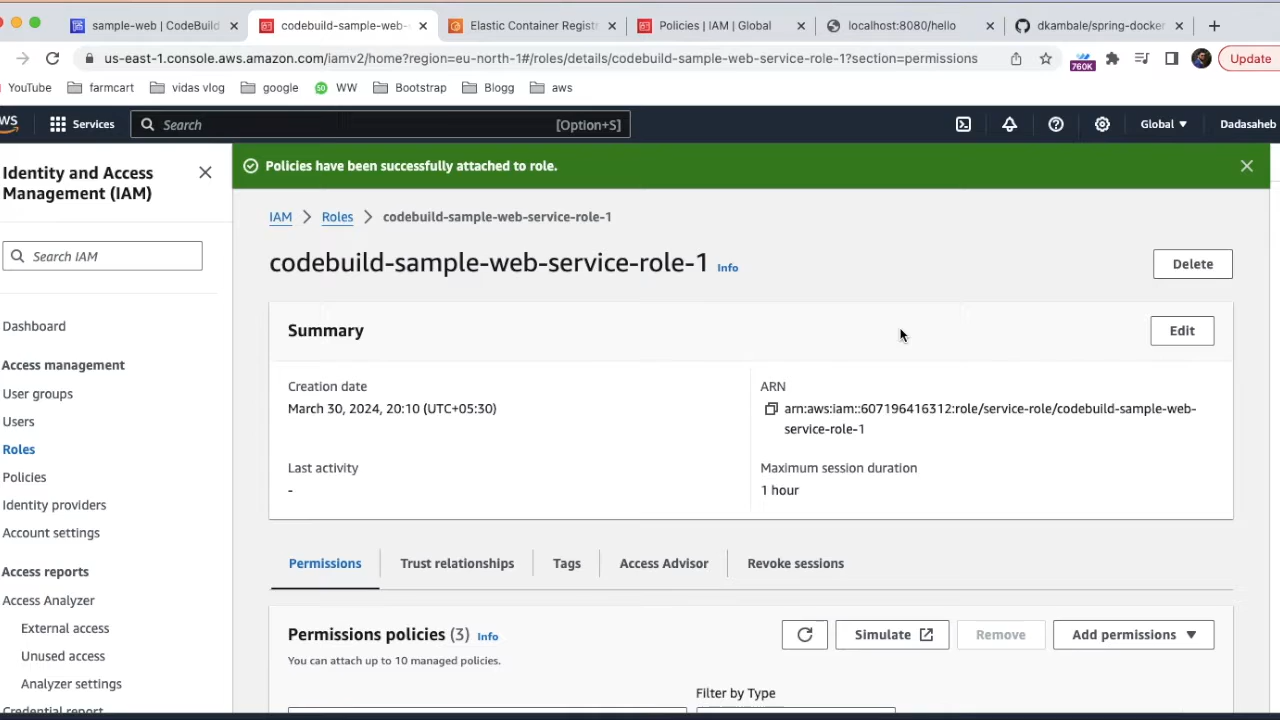 sample-web | CodeBuild
codebuild-sample-web-
Elastic Container Registr
Policies | IAM | Global
localhost:8080/hello
dkambale/spring-docker
us-east-1.console.aws.amazon.com/iamv2/home?region=eu-north-1#/roles/details/codebuild-sample-web-service-role-1?section=permissions
760K
Update
YouTube
farmcart
vidas vlog
google
WW
Bootstrap
Blogg
aws
Services
Search
[Option+S]
Global
Dadasaheb
Identity and Access
Management (IAM)
Search IAM
Dashboard
Access management
User groups
Users
Roles
Policies
Identity providers
Account settings
Access reports
Access Analyzer
External access
Unused access
Analyzer settings
Credential report
Policies have been successfully attached to role.
IAM > Roles > codebuild-sample-web-service-role-1
codebuild-sample-web-service-role-1 Info
Delete
Summary
Edit
Creation date
March 30, 2024, 20:10 (UTC+05:30)
ARN
arn:aws:iam::607196416312:role/service-role/codebuild-sample-web-
service-role-1
Last activity
-
Maximum session duration
1 hour
Permissions
Trust relationships
Tags
Access Advisor
Revoke sessions
Permissions policies (3) Info
You can attach up to 10 managed policies.
Simulate
Remove
Add permissions
Filter by Type